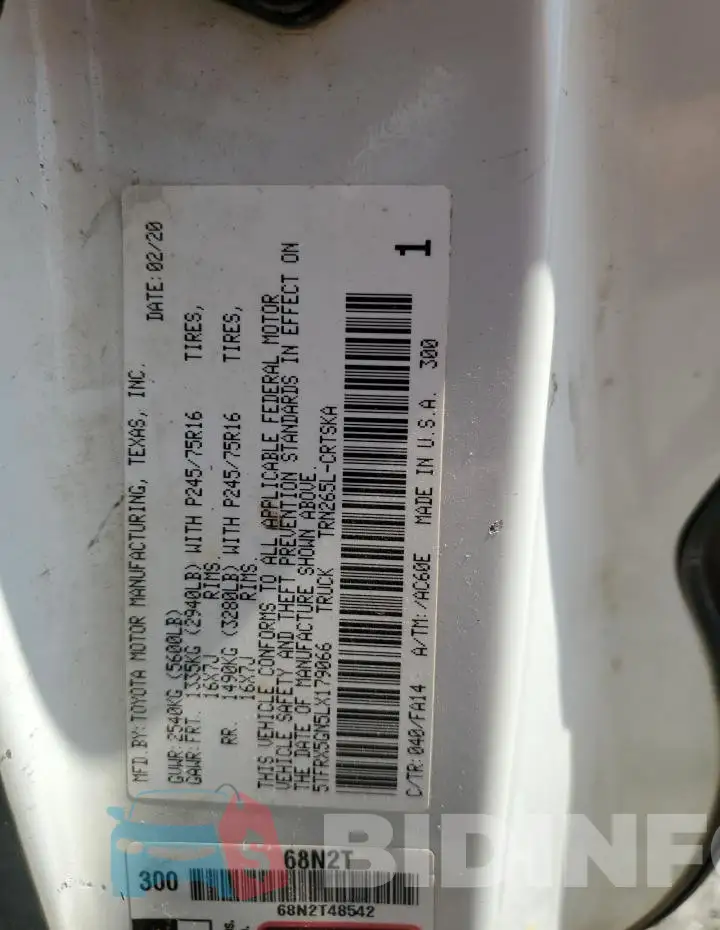 MFD.BY:TOYOTA MOTOR MANUFACTURING, TEXAS, INC. DATE:02/20
GVWR:2540KG (5600LB)
GAWR:FRT. 1335KG (2940LB) WITH P245/75R16 TIRES,
16X7J RIMS
RR. 1490KG (3280LB) WITH P245/75R16 TIRES,
16X7J RIMS
THIS VEHICLE CONFORMS TO ALL APPLICABLE FEDERAL MOTOR
VEHICLE SAFETY AND THEFT PREVENTION STANDARDS IN EFFECT ON
THE DATE OF MANUFACTURE SHOWN ABOVE.
5TFRX5GN5LX179066 TRUCK TRN265L-CRTSKA
C/TR:040/FA14 A/TM:/AC60E MADE IN U.S.A. 300
1
68N2T
300
68N2T48542
BIDINF